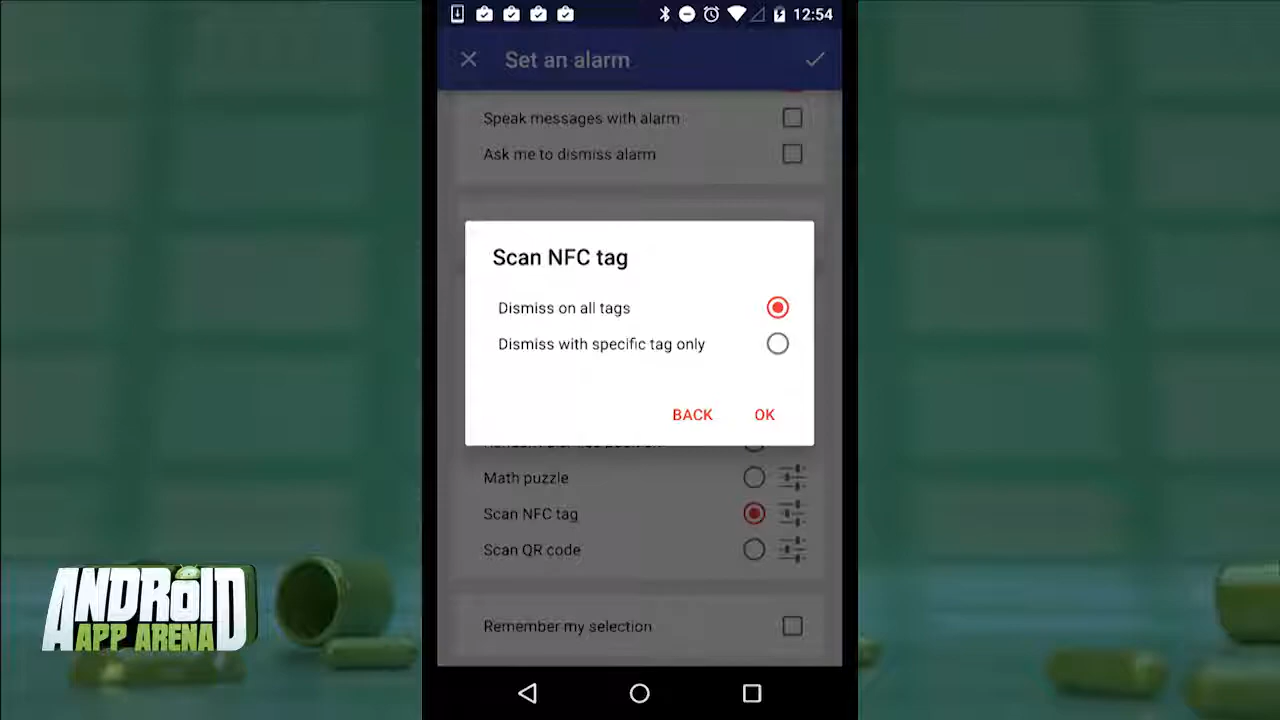 12:54
Set an alarm
Speak messages with alarm
Ask me to dismiss alarm
Scan NFC tag
Dismiss on all tags
Dismiss with specific tag only
BACK OK
Math puzzle
Scan NFC tag
Scan QR code
Remember my selection
ANDROID
APP ARENA